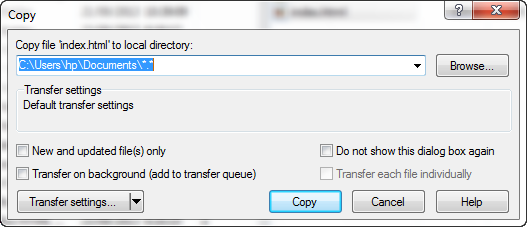 Copy
Copy file 'index.html' to local directory:
C:\Users\hp\Documents\*.*
Browse...
Transfer settings
Default transfer settings
New and updated file(s) only
Do not show this dialog box again
Transfer on background (add to transfer queue)
Transfer each file individually
Transfer settings...
Copy
Cancel
Help